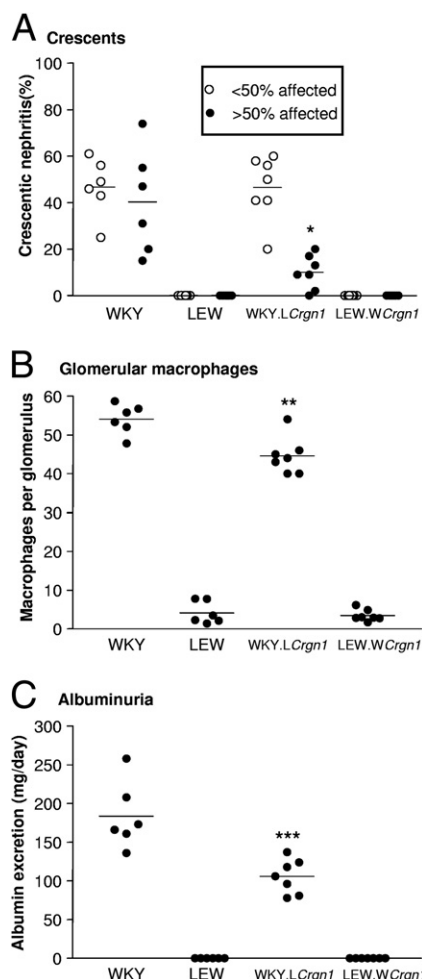 A Crescents
Crescentic nephritis(%)
100
80
60
40
20
0
<50% affected
>50% affected
*
WKY LEW WKY.LCrgn1 LEW.WCrgn1
B Glomerular macrophages
Macrophages per glomerulus
60
50
40
30
20
10
0
**
WKY LEW WKY.LCrgn1 LEW.WCrgn1
C Albuminuria
Albumin excretion (mg/day)
300
250
200
150
100
50
0
***
WKY LEW WKY.LCrgn1 LEW.WCrgn1